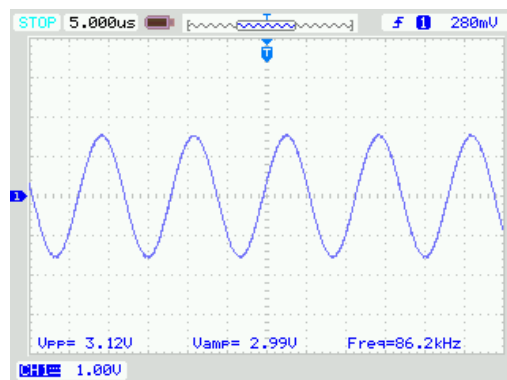 STOP 5.000us T 1 280mV
T
1
Vpp= 3.12V Vamp= 2.99V Freq=86.2kHz
CH1 1.00V